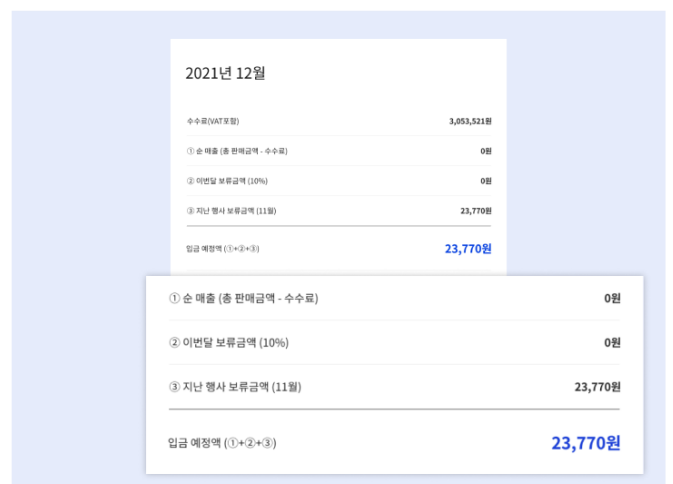 2021년 12월
수수료(VAT포함) 3,053,521원
① 순 매출 (총 판매금액 - 수수료) 0원
② 이번달 보류금액 (10%) 0원
③ 지난 행사 보류금액 (11월) 23,770원
입금 예정액 (①+②+③) 23,770원
① 순 매출 (총 판매금액 - 수수료) 0원
② 이번달 보류금액 (10%) 0원
③ 지난 행사 보류금액 (11월) 23,770원
입금 예정액 (①+②+③) 23,770원